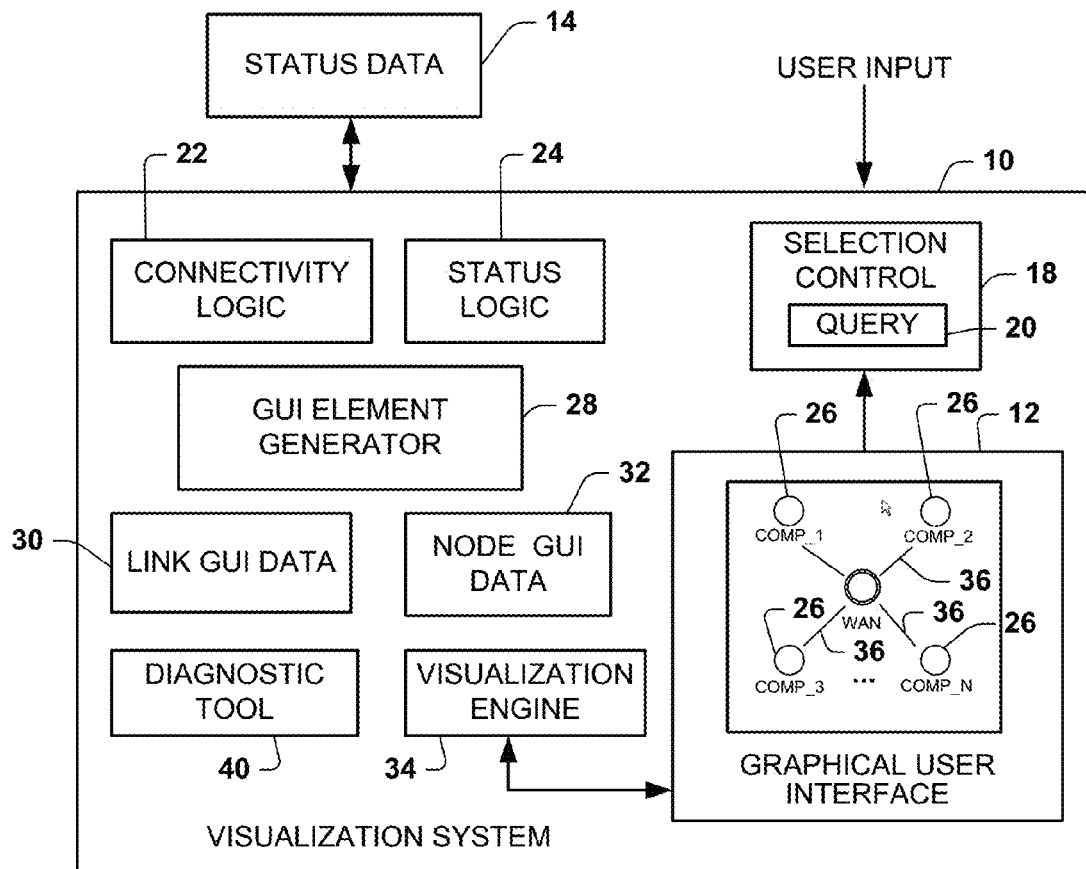 14
STATUS DATA
USER INPUT
22
24
10
CONNECTIVITY
LOGIC
STATUS
LOGIC
SELECTION
CONTROL
18
QUERY
20
GUI ELEMENT
GENERATOR
28
26
26
12
32
COMP_1
COMP_2
30
LINK GUI DATA
NODE GUI
DATA
36
26
WAN
36
26
36
COMP_3
...
COMP_N
DIAGNOSTIC
TOOL
VISUALIZATION
ENGINE
40
34
GRAPHICAL USER
INTERFACE
VISUALIZATION SYSTEM